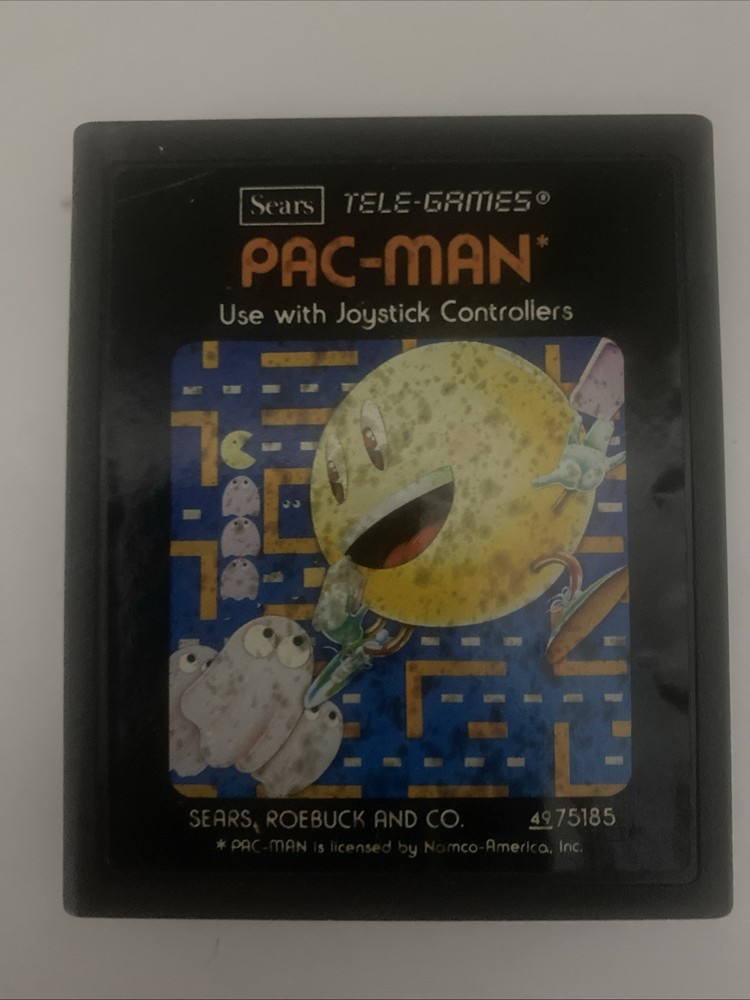 Sears TELE-GAMES®
PAC-MAN*
Use with Joystick Controllers
SEARS, ROEBUCK AND CO. 4975185
* PAC-MAN is licensed by Namco-America, Inc.